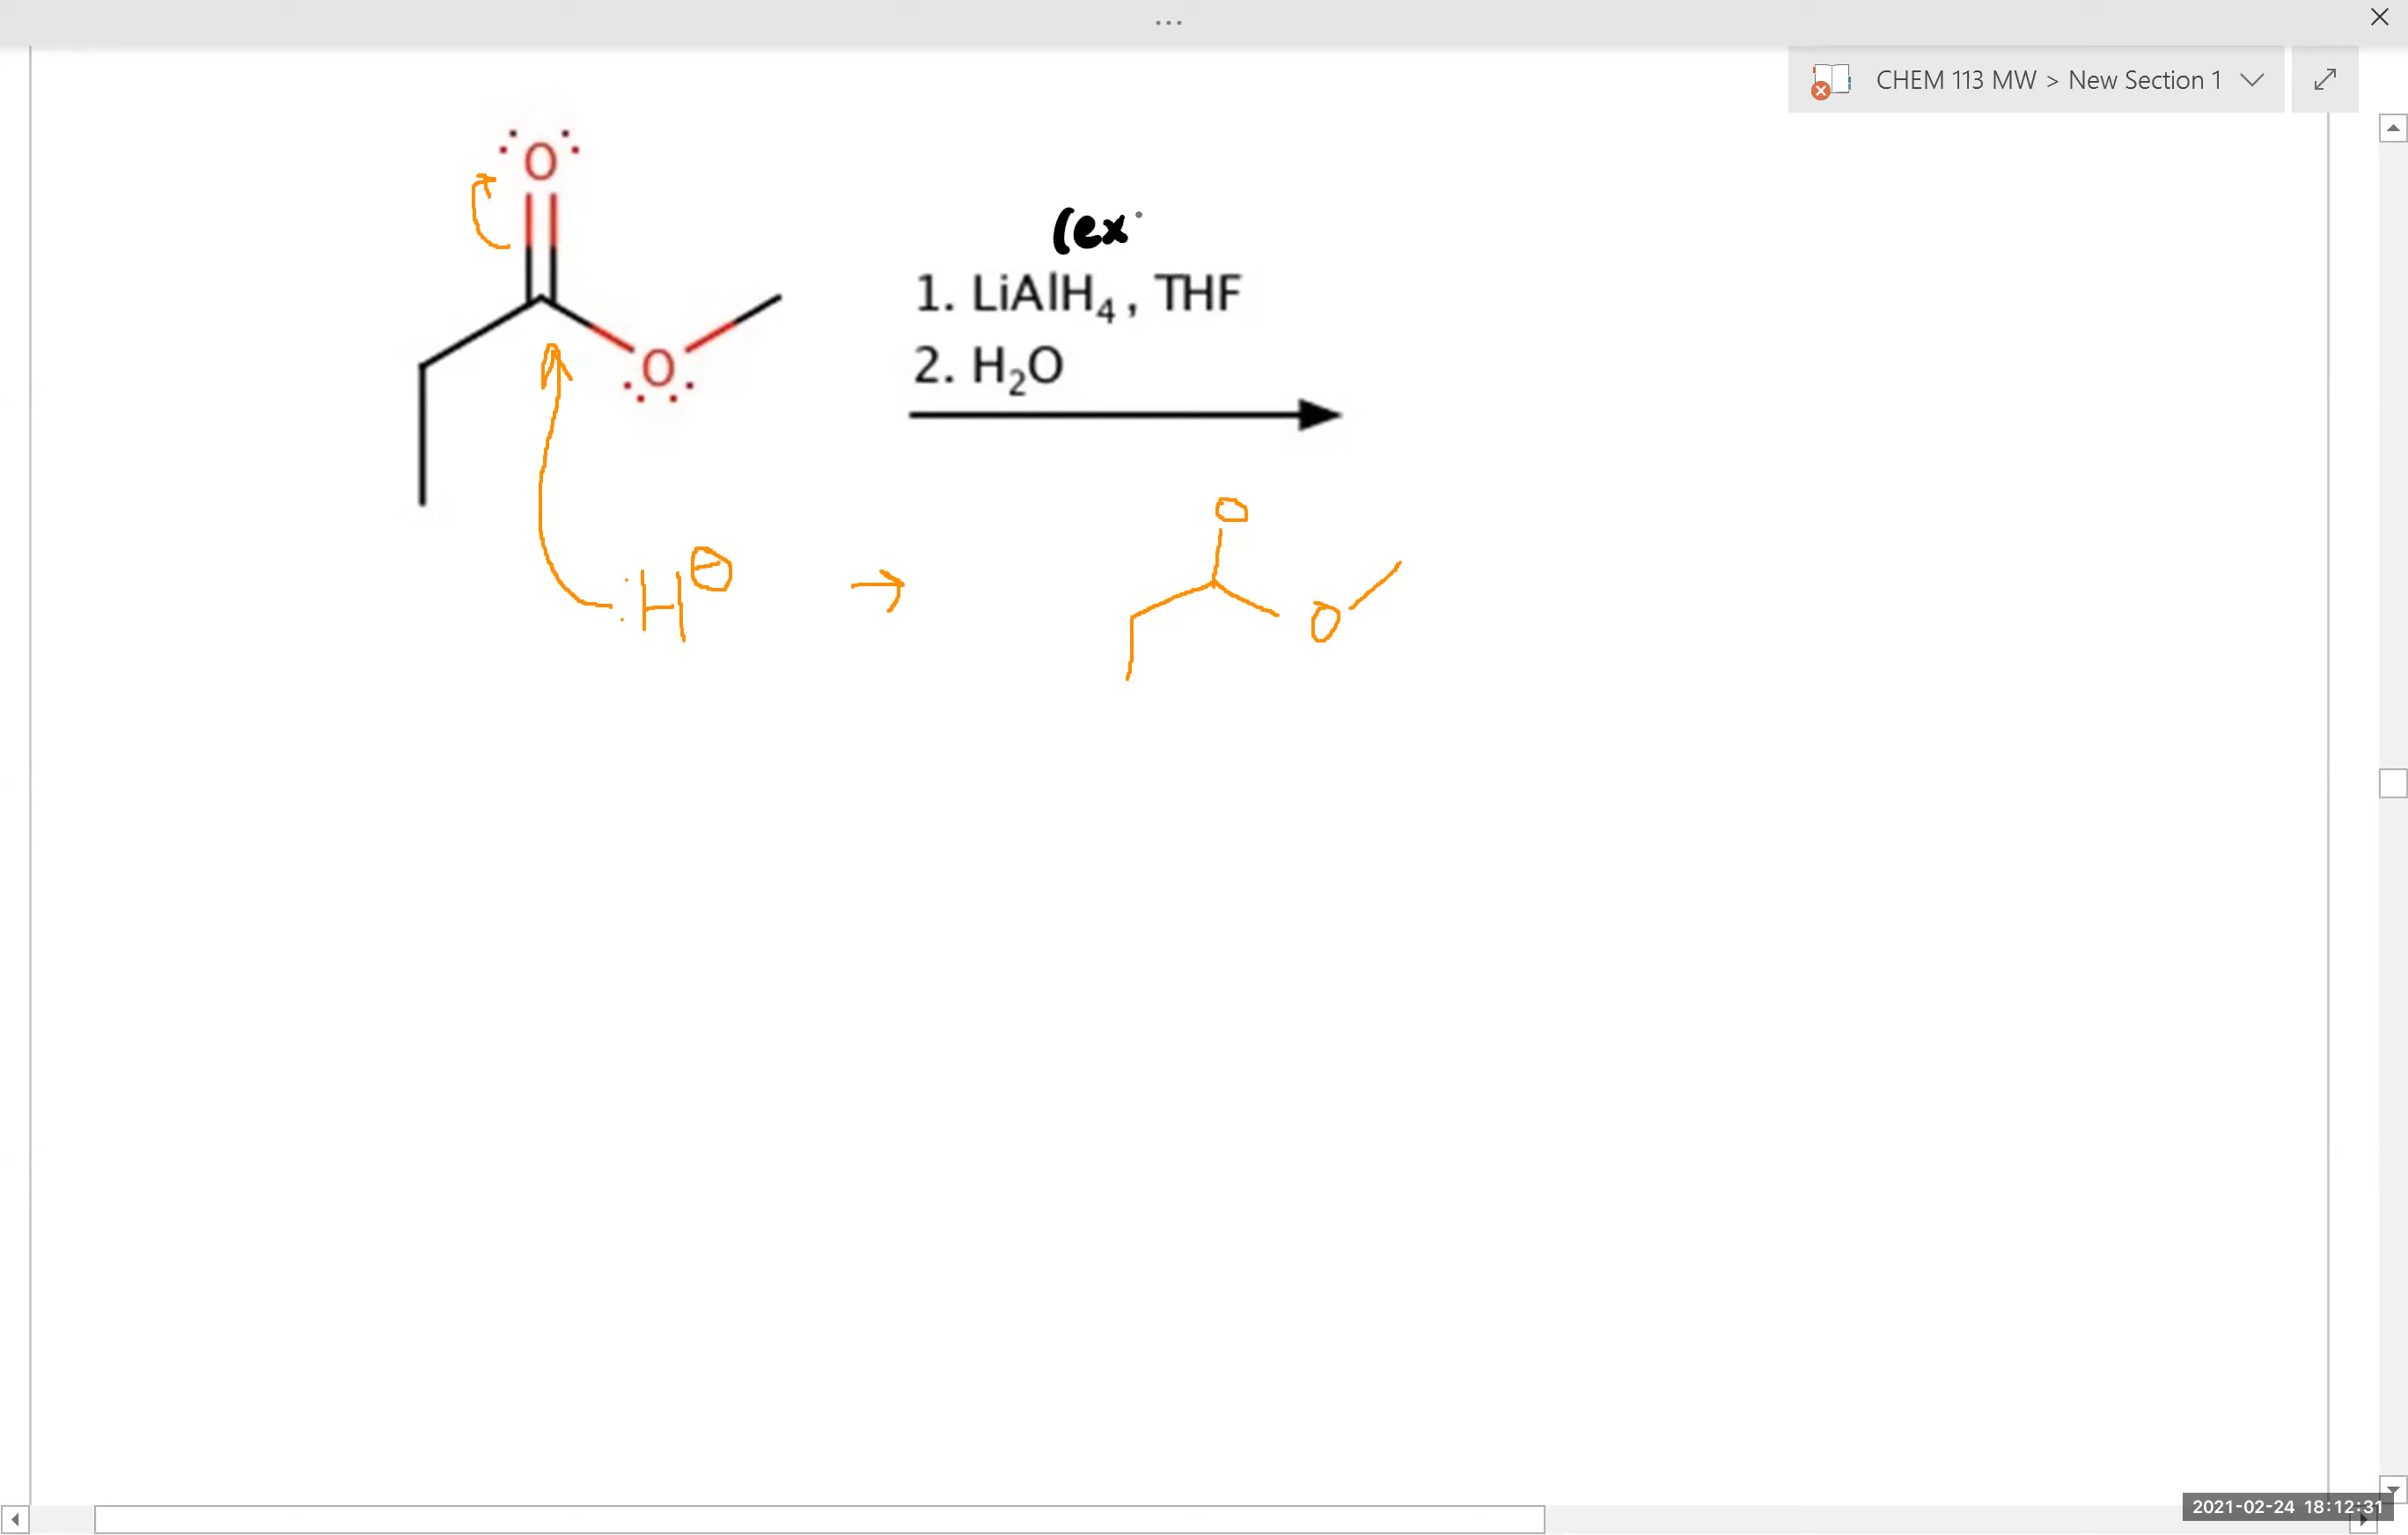 CHEM 113 MW > New Section 1
O
(ex
1. LiAlH₄, THF
2. H₂O
O
O
:H⊖ →
O
2021-02-24 18:12:31